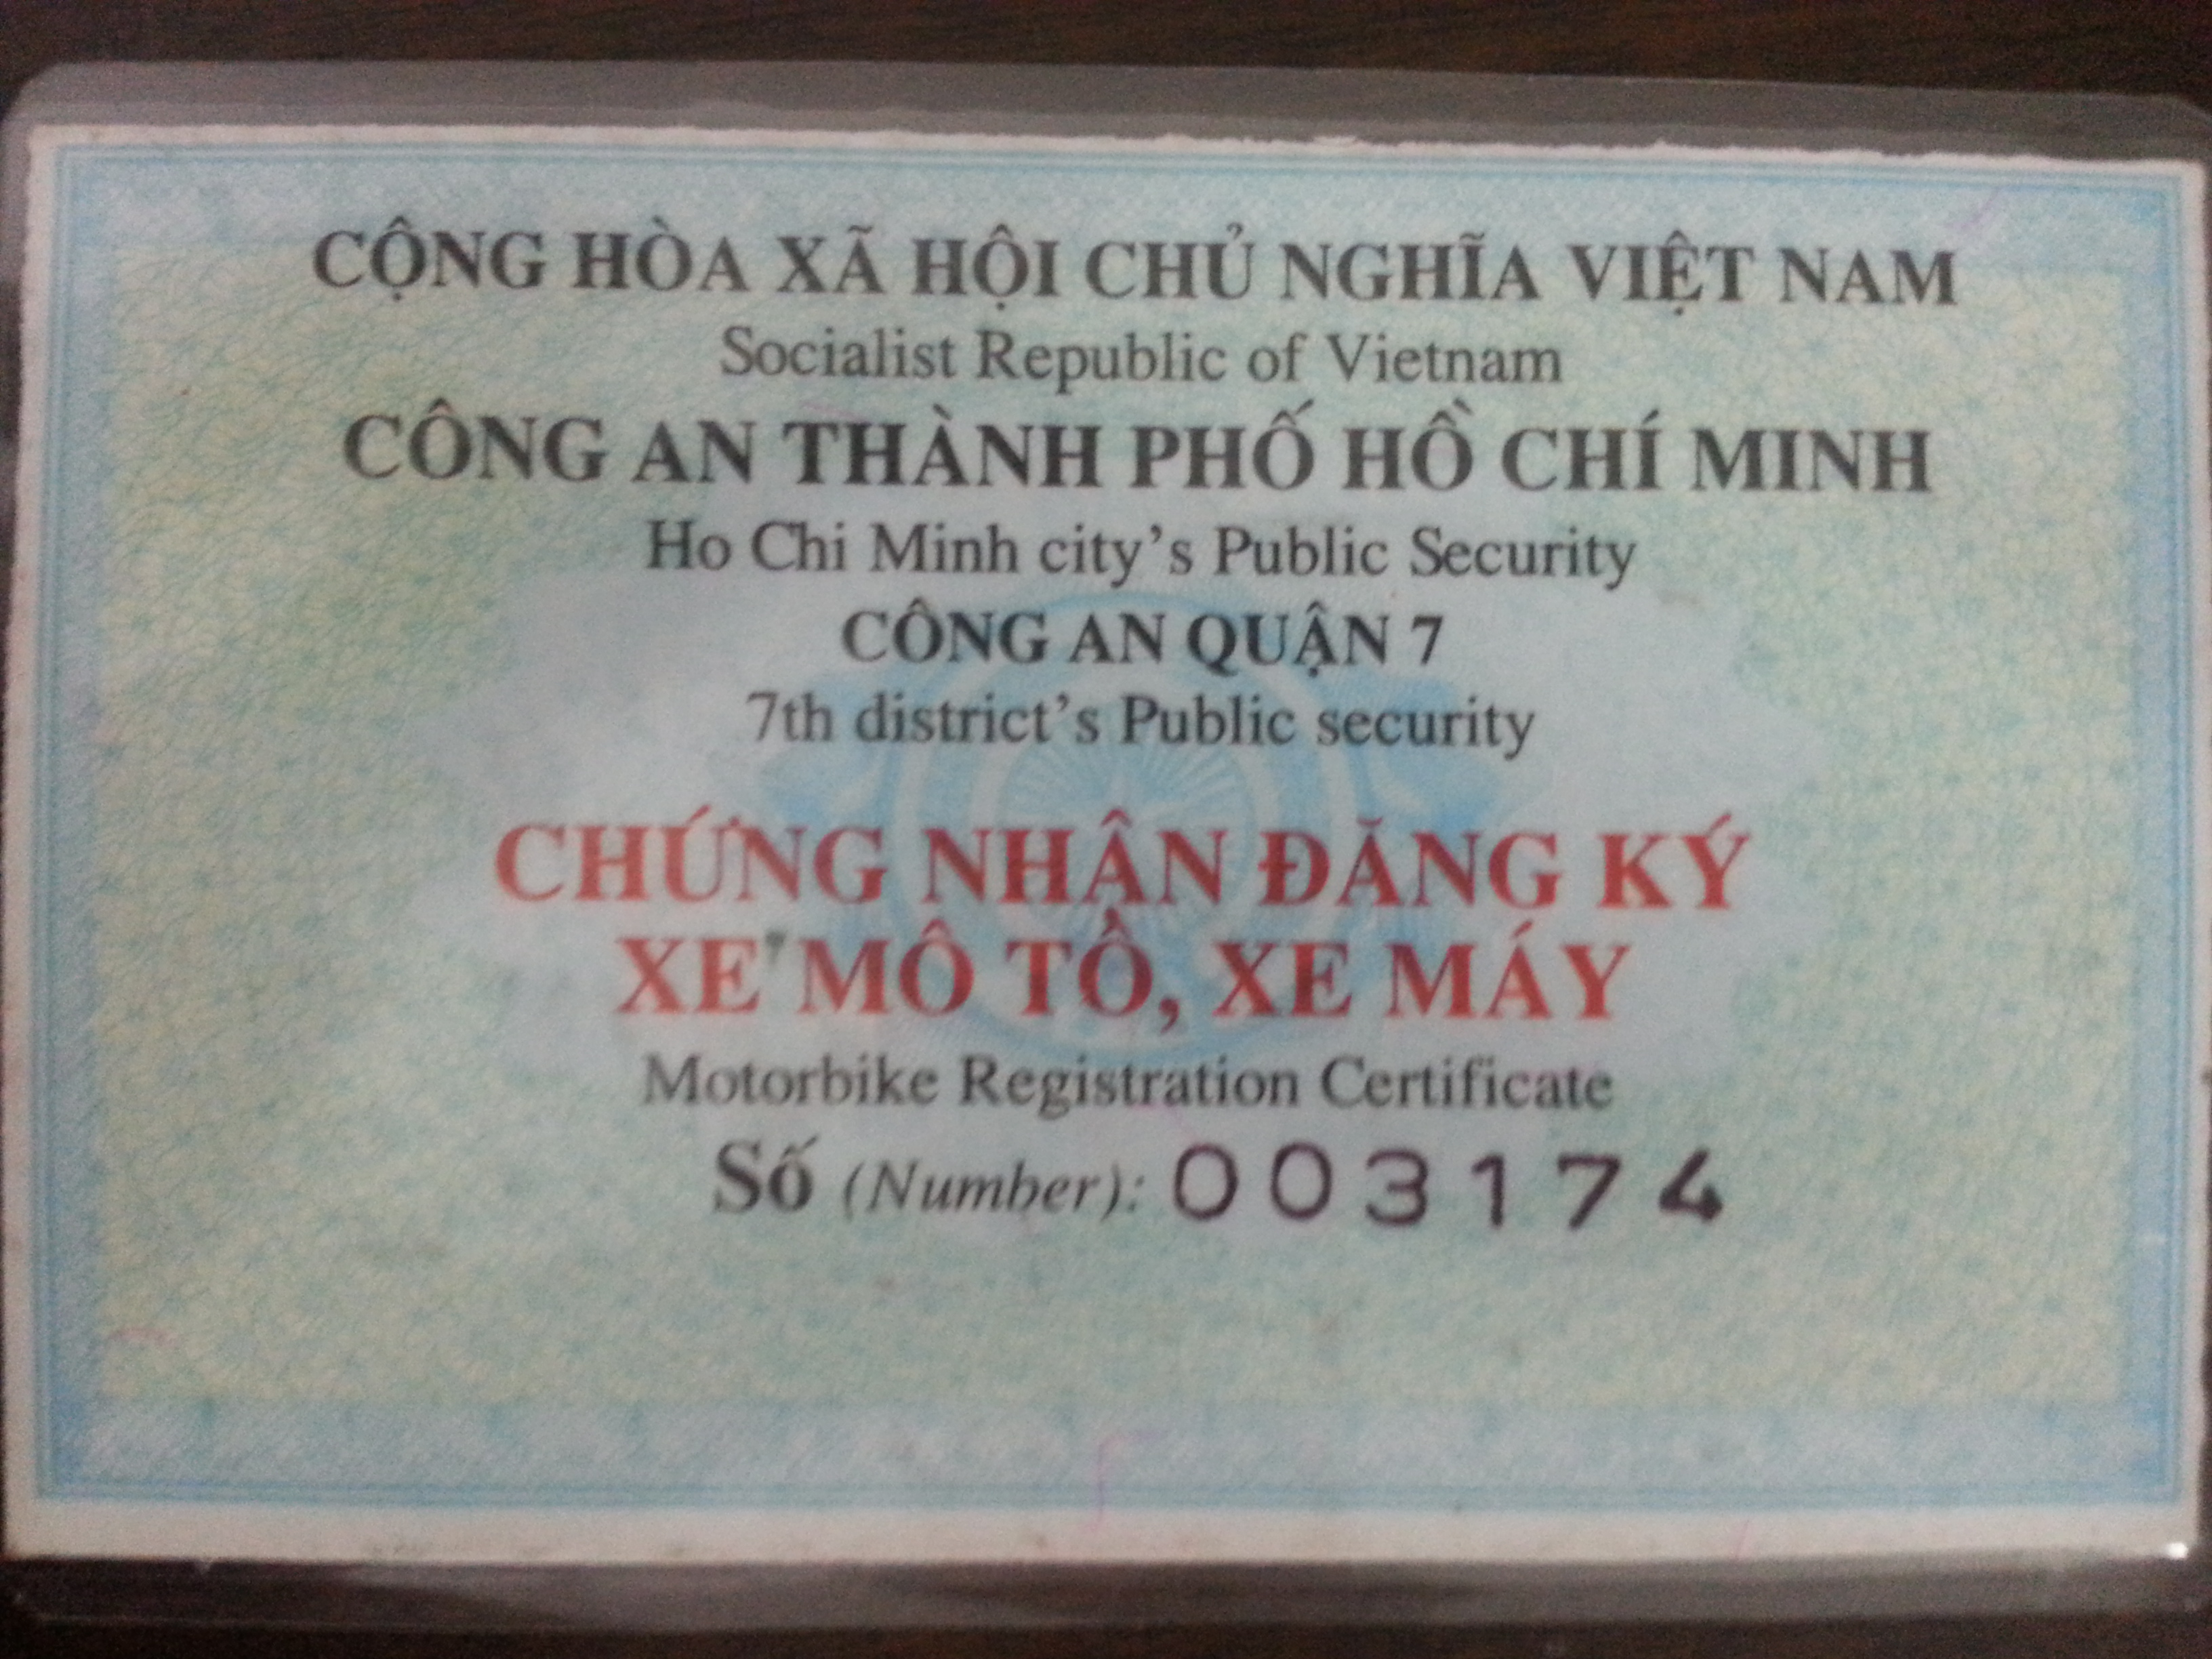 CỘNG HÒA XÃ HỘI CHỦ NGHĨA VIỆT NAM
Socialist Republic of Vietnam
CÔNG AN THÀNH PHỐ HỒ CHÍ MINH
Ho Chi Minh city's Public Security
CÔNG AN QUẬN 7
7th district's Public security
CHỨNG NHẬN ĐĂNG KÝ
XE MÔ TÔ, XE MÁY
Motorbike Registration Certificate
Số (Number): 0031174